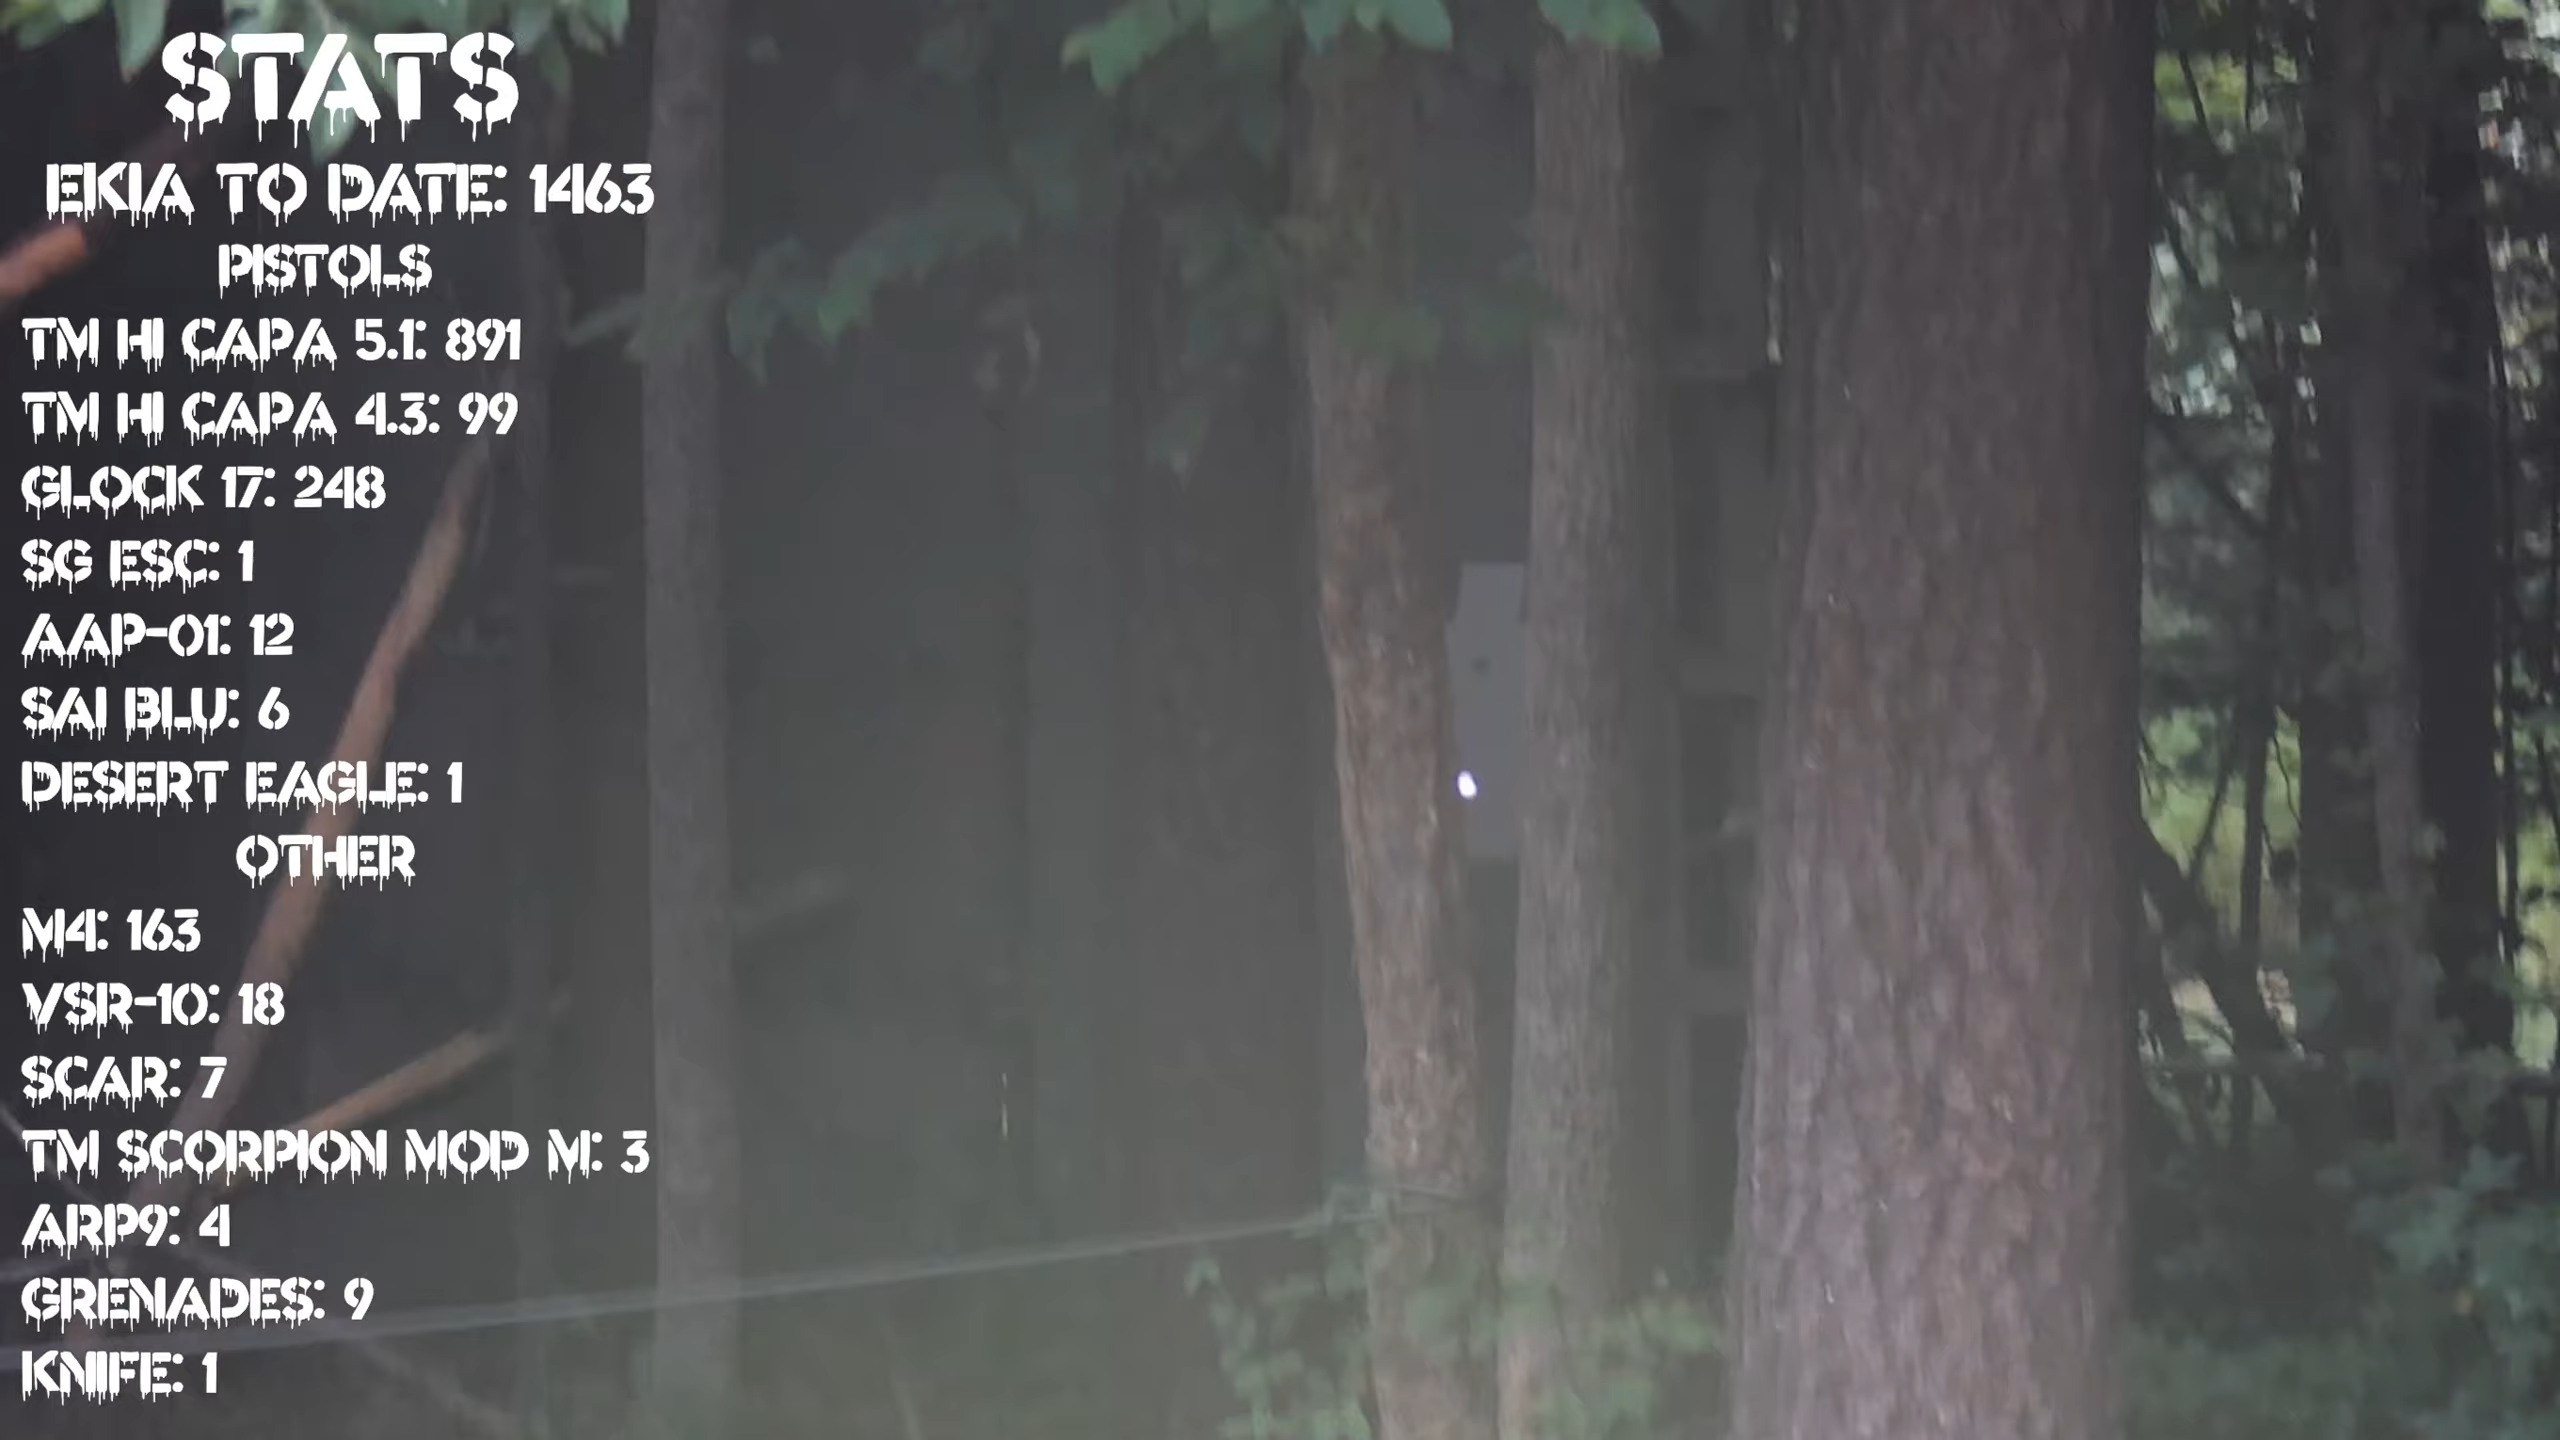 STATS
EKIA TO DATE: 1463
PISTOLS
TM HI CAPA 5.1: 891
TM HI CAPA 4.3: 99
GLOCK 17: 248
SG ESC: 1
AAP-01: 12
SAI BLU: 6
DESERT EAGLE: 1
OTHER
M4: 163
VSR-10: 18
SCAR: 7
TM SCORPION MOD M: 3
ARP9: 4
GRENADES: 9
KNIFE: 1